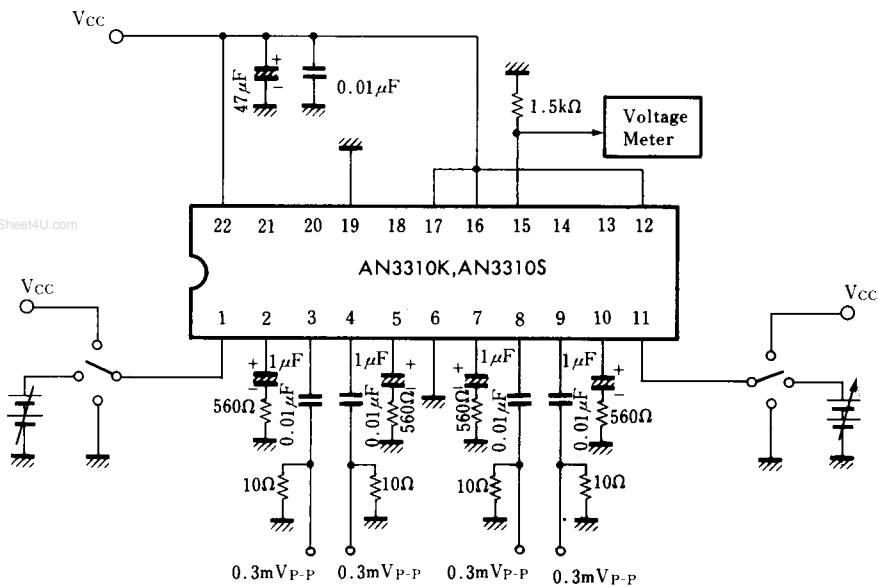 VCC
47μF
+
-
0.01μF
1.5kΩ
Voltage
Meter
22 21 20 19 18 17 16 15 14 13 12
Sheet4U.com
AN3310K,AN3310S
VCC
VCC
1 2 3 4 5 6 7 8 9 10 11
+ 1μF 1μF + + 1μF 1μF +
560Ω 0.01μF 0.01μF 560Ω 560Ω 0.01μF 0.01μF 560Ω
10Ω 10Ω 10Ω 10Ω
0.3mVP-P 0.3mVP-P 0.3mVP-P 0.3mVP-P